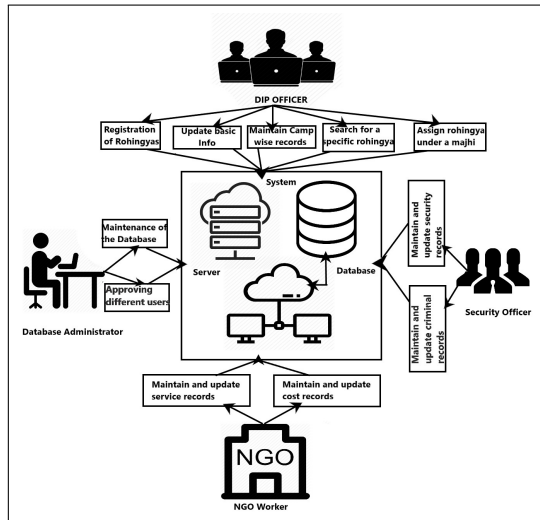 DIP OFFICER
Registration
of Rohingyas
Update basic
Info
Maintain Camp
wise records
Search for a
specific rohingya
Assign rohingya
under a majhi
System
Server
Database
Maintenance of
the Database
Approving
different users
Database Administrator
Maintain and
update security
records
Maintain and
update criminal
records
Security Officer
Maintain and update
service records
Maintain and update
cost records
NGO
NGO Worker